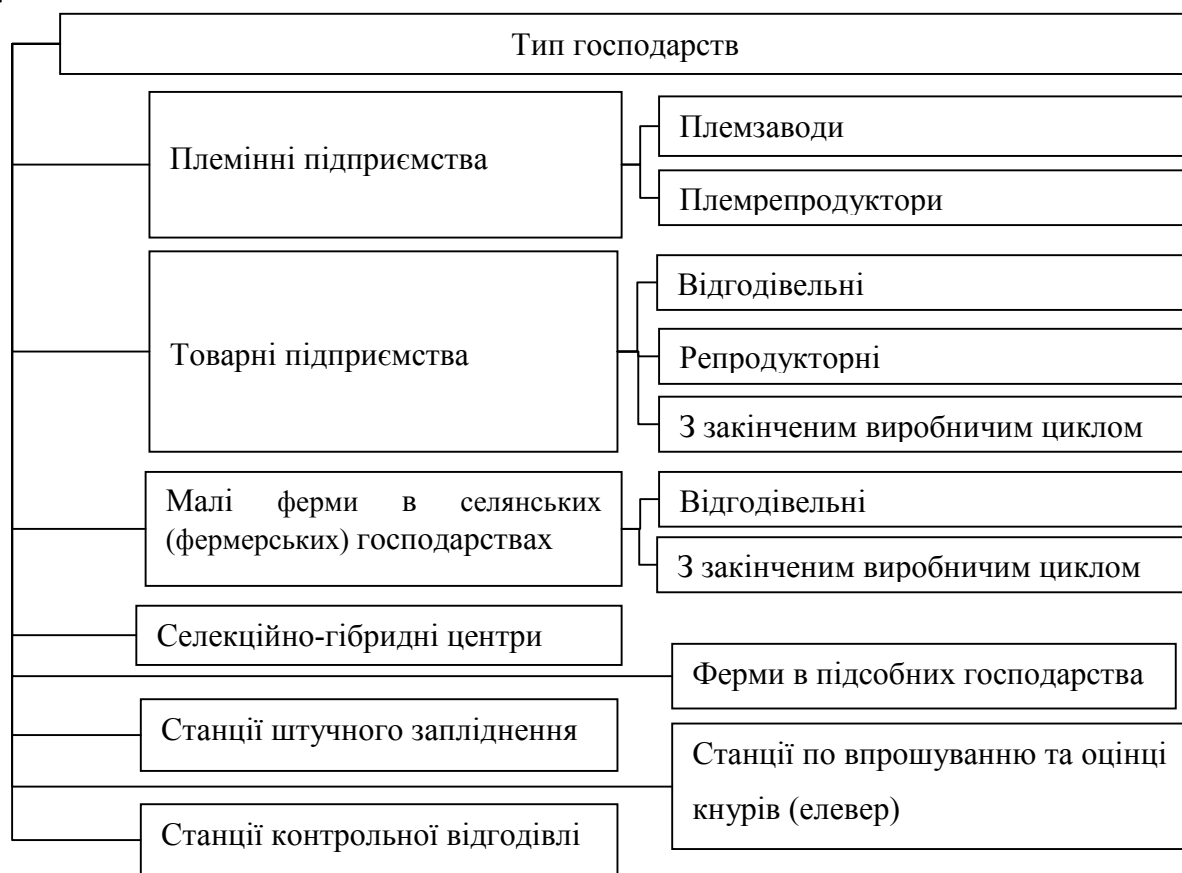 Тип господарств
Племінні підприємства
Племзаводи
Племрепродуктори
Товарні підприємства
Відгодівельні
Репродукторні
З закінченим виробничим циклом
Малі ферми в селянських
(фермерських) господарствах
Відгодівельні
З закінченим виробничим циклом
Селекційно-гібридні центри
Ферми в підсобних господарства
Станції штучного запліднення
Станції по впрошуванню та оцінці
кнурів (елевер)
Станції контрольної відгодівлі